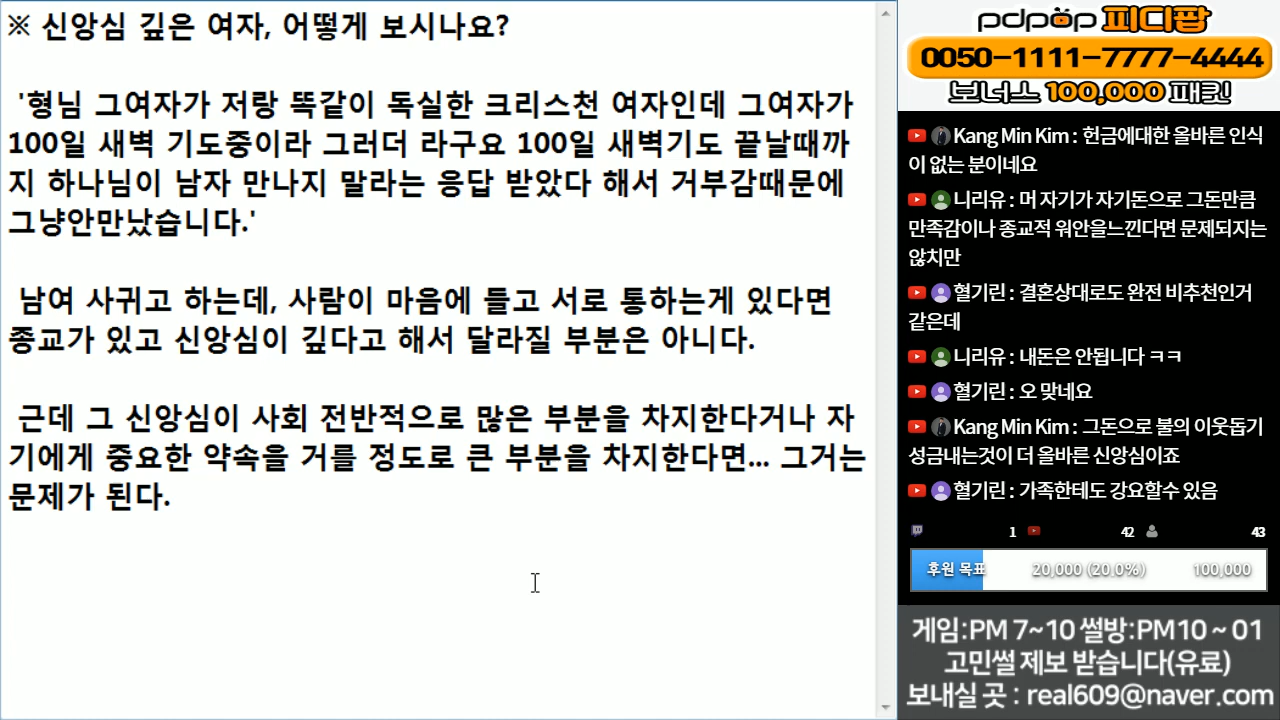 ※ 신앙심 깊은 여자, 어떻게 보시나요?
'형님 그여자가 저랑 똑같이 독실한 크리스천 여자인데 그여자가
100일 새벽 기도중이라 그러더 라구요 100일 새벽기도 끝날때까
지 하나님이 남자 만나지 말라는 응답 받았다 해서 거부감때문에
그냥안만났습니다.'
남여 사귀고 하는데, 사람이 마음에 들고 서로 통하는게 있다면
종교가 있고 신앙심이 깊다고 해서 달라질 부분은 아니다.
근데 그 신앙심이 사회 전반적으로 많은 부분을 차지한다거나 자
기에게 중요한 약속을 거를 정도로 큰 부분을 차지한다면... 그거는
문제가 된다.
pdpop 피디팝
0050-1111-7777-4444
보너스 100,000 패킷!
Kang Min Kim : 헌금에대한 올바른 인식
이 없는 분이네요
니리유 : 머 자기가 자기돈으로 그돈만큼
만족감이나 종교적 워안을느낀다면 문제되지는
않치만
혈기린 : 결혼상대로도 완전 비추천인거
같은데
니리유 : 내돈은 안됩니다 ㅋㅋ
혈기린 : 오 맞네요
Kang Min Kim : 그돈으로 불의 이웃돕기
성금내는것이 더 올바른 신앙심이죠
혈기린 : 가족한테도 강요할수 있음
1 42 43
후원 목표 20,000 (20.0%) 100,000
게임:PM 7~10 썰방:PM10 ~ 01
고민썰 제보 받습니다(유료)
보내실 곳 : real609@naver.com